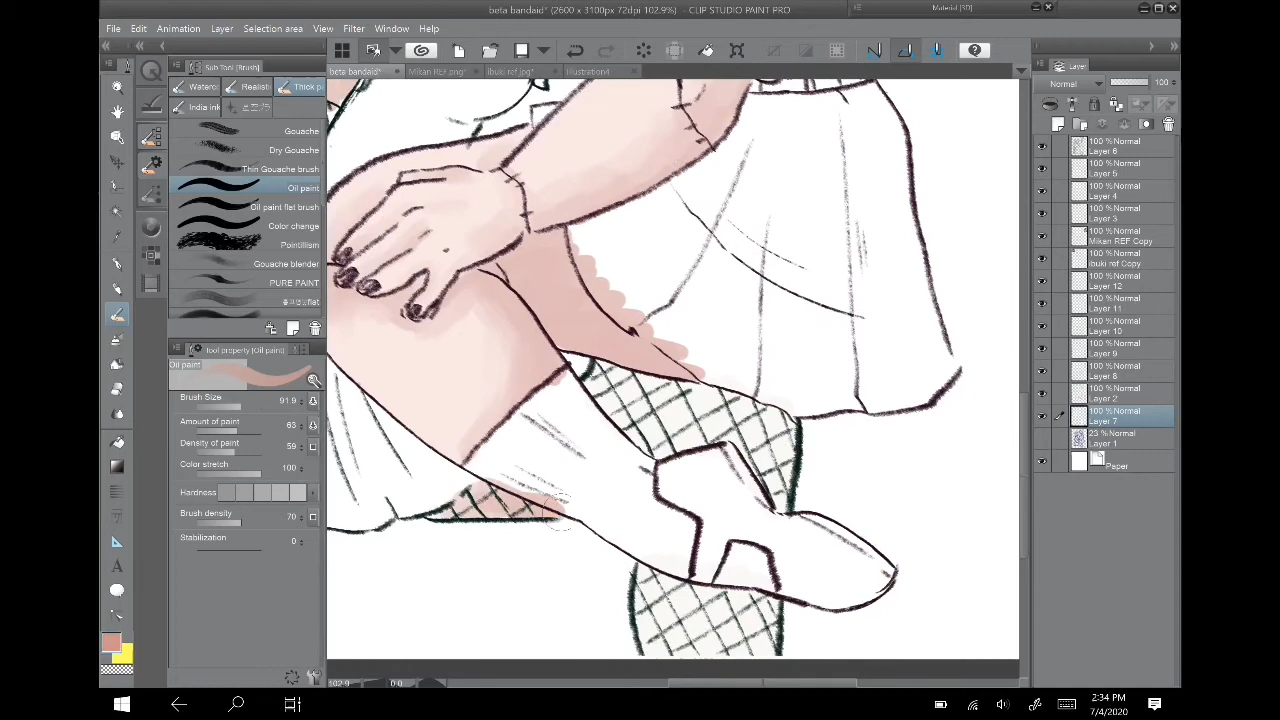 beta bandaid* (2600 x 3100px 72dpi 102.9%) - CLIP STUDIO PAINT PRO
Material [3D]
File Edit Animation Layer Selection area View Filter Window Help
Sub Tool [Brush]
beta bandaid*
Mikan REF.png*
ibuki ref.jpg*
Illustration4
Layer
Waterc
Realist
Thick p
India ink
Normal
100
Gouache
Dry Gouache
Thin Gouache brush
Oil paint
Oil paint flat brush
Color change
Pointillism
Gouache blender
PURE PAINT
Tool property [Oil paint]
Oil paint
Brush Size 91.9
Amount of paint 63
Density of paint 59
Color stretch 100
Hardness
Brush density 70
Stabilization 0
100 %Normal
Layer 6
100 %Normal
Layer 5
100 %Normal
Layer 4
100 %Normal
Layer 3
100 %Normal
Mikan REF Copy
100 %Normal
ibuki ref Copy
100 %Normal
Layer 12
100 %Normal
Layer 11
100 %Normal
Layer 10
100 %Normal
Layer 9
100 %Normal
Layer 8
100 %Normal
Layer 2
100 %Normal
Layer 7
23 %Normal
Layer 1
Paper
102.9
0.0
2:34 PM
7/4/2020